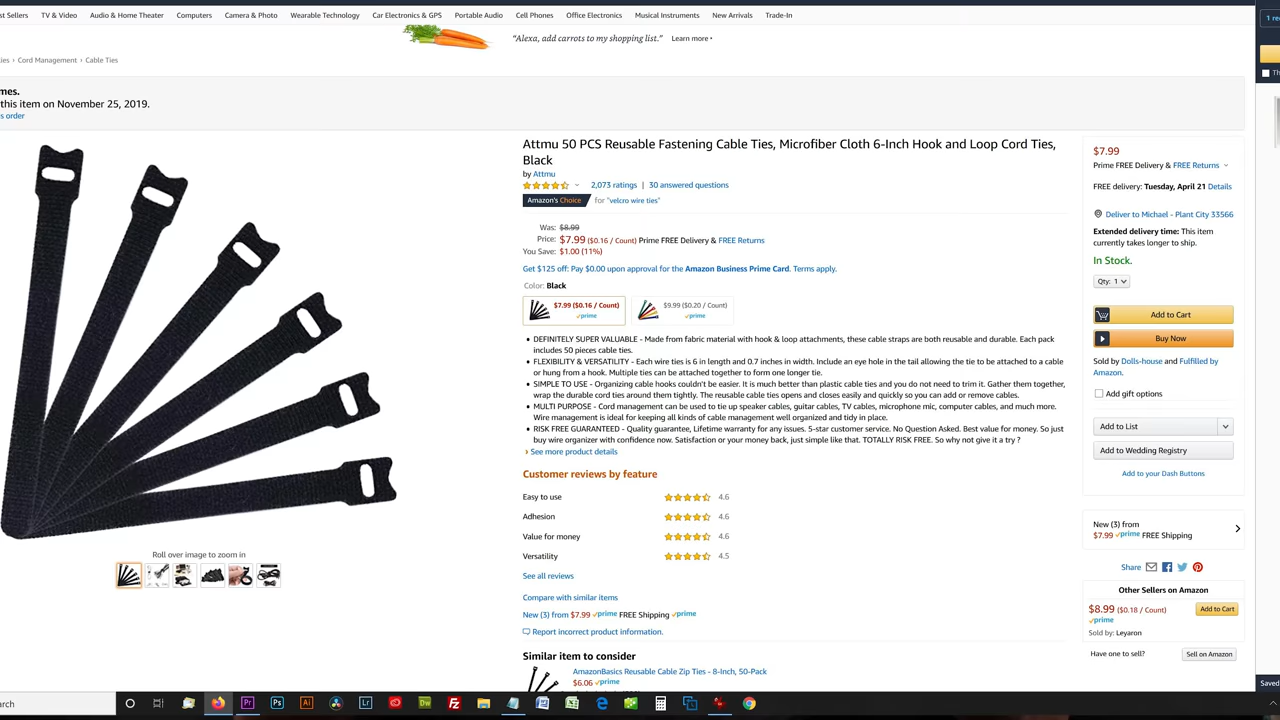 st Sellers TV & Video Audio & Home Theater Computers Camera & Photo Wearable Technology Car Electronics & GPS Portable Audio Cell Phones Office Electronics Musical Instruments New Arrivals Trade-In
“Alexa, add carrots to my shopping list.” Learn more ›
ies › Cord Management › Cable Ties
mes.
this item on November 25, 2019.
s order
Attmu 50 PCS Reusable Fastening Cable Ties, Microfiber Cloth 6-Inch Hook and Loop Cord Ties,
Black
by Attmu
2,073 ratings | 30 answered questions
Amazon's Choice for "velcro wire ties"
Was: $8.99
Price: $7.99 ($0.16 / Count) Prime FREE Delivery & FREE Returns
You Save: $1.00 (11%)
Get $125 off: Pay $0.00 upon approval for the Amazon Business Prime Card. Terms apply.
Color: Black
$7.99 ($0.16 / Count)
prime
$9.99 ($0.20 / Count)
prime
• DEFINITELY SUPER VALUABLE - Made from fabric material with hook & loop attachments, these cable straps are both reusable and durable. Each pack
includes 50 pieces cable ties.
• FLEXIBILITY & VERSATILITY - Each wire ties is 6 in length and 0.7 inches in width. Include an eye hole in the tail allowing the tie to be attached to a cable
or hung from a hook. Multiple ties can be attached together to form one longer tie.
• SIMPLE TO USE - Organizing cable hooks couldn't be easier. It is much better than plastic cable ties and you do not need to trim it. Gather them together,
wrap the durable cord ties around them tightly. The reusable cable ties opens and closes easily and quickly so you can add or remove cables.
• MULTI PURPOSE - Cord management can be used to tie up speaker cables, guitar cables, TV cables, microphone mic, computer cables, and much more.
Wire management is ideal for keeping all kinds of cable management well organized and tidy in place.
• RISK FREE GUARANTEED - Quality guarantee, Lifetime warranty for any issues. 5-star customer service. No Question Asked. Best value for money. So just
buy wire organizer with confidence now. Satisfaction or your money back, just simple like that. TOTALLY RISK FREE. So why not give it a try ?
› See more product details
Customer reviews by feature
Easy to use 4.6
Adhesion 4.6
Value for money 4.6
Versatility 4.5
See all reviews
Compare with similar items
New (3) from $7.99 prime FREE Shipping prime
Report incorrect product information.
Similar item to consider
AmazonBasics Reusable Cable Zip Ties - 8-Inch, 50-Pack
$6.06 prime
Roll over image to zoom in
$7.99
Prime FREE Delivery & FREE Returns
FREE delivery: Tuesday, April 21 Details
Deliver to Michael - Plant City 33566
Extended delivery time: This item
currently takes longer to ship.
In Stock.
Qty: 1
Add to Cart
Buy Now
Sold by Dolls-house and Fulfilled by
Amazon.
Add gift options
Add to List
Add to Wedding Registry
Add to your Dash Buttons
New (3) from
$7.99 prime FREE Shipping
Share
Other Sellers on Amazon
$8.99 ($0.18 / Count) Add to Cart
prime
Sold by: Leyaron
Have one to sell? Sell on Amazon
1 re
Th
Saved
arch
Pr Ps Ai Lr Dw Fz